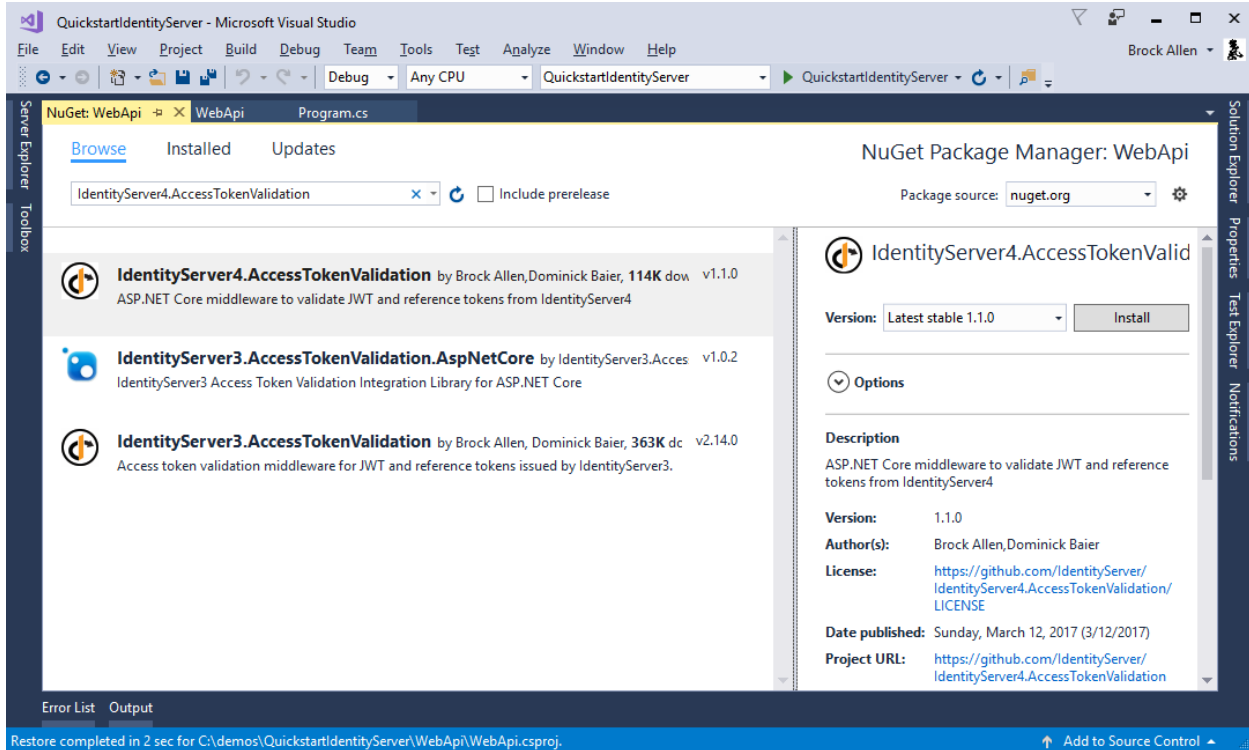 QuickstartIdentityServer - Microsoft Visual Studio
File Edit View Project Build Debug Team Tools Test Analyze Window Help
Brock Allen
Debug Any CPU QuickstartIdentityServer QuickstartIdentityServer
Server Explorer
Toolbox
NuGet: WebApi WebApi Program.cs
Browse Installed Updates
NuGet Package Manager: WebApi
IdentityServer4.AccessTokenValidation Include prerelease
Package source: nuget.org
IdentityServer4.AccessTokenValidation by Brock Allen,Dominick Baier, 114K dow v1.1.0
ASP.NET Core middleware to validate JWT and reference tokens from IdentityServer4
IdentityServer3.AccessTokenValidation.AspNetCore by IdentityServer3.Acces v1.0.2
IdentityServer3 Access Token Validation Integration Library for ASP.NET Core
IdentityServer3.AccessTokenValidation by Brock Allen, Dominick Baier, 363K dc v2.14.0
Access token validation middleware for JWT and reference tokens issued by IdentityServer3.
IdentityServer4.AccessTokenValid
Version: Latest stable 1.1.0 Install
Options
Description
ASP.NET Core middleware to validate JWT and reference
tokens from IdentityServer4
Version: 1.1.0
Author(s): Brock Allen,Dominick Baier
License: https://github.com/IdentityServer/
IdentityServer4.AccessTokenValidation/
LICENSE
Date published: Sunday, March 12, 2017 (3/12/2017)
Project URL: https://github.com/IdentityServer/
IdentityServer4.AccessTokenValidation
Solution Explorer
Properties
Test Explorer
Notifications
Error List Output
Restore completed in 2 sec for C:\demos\QuickstartIdentityServer\WebApi\WebApi.csproj.
Add to Source Control